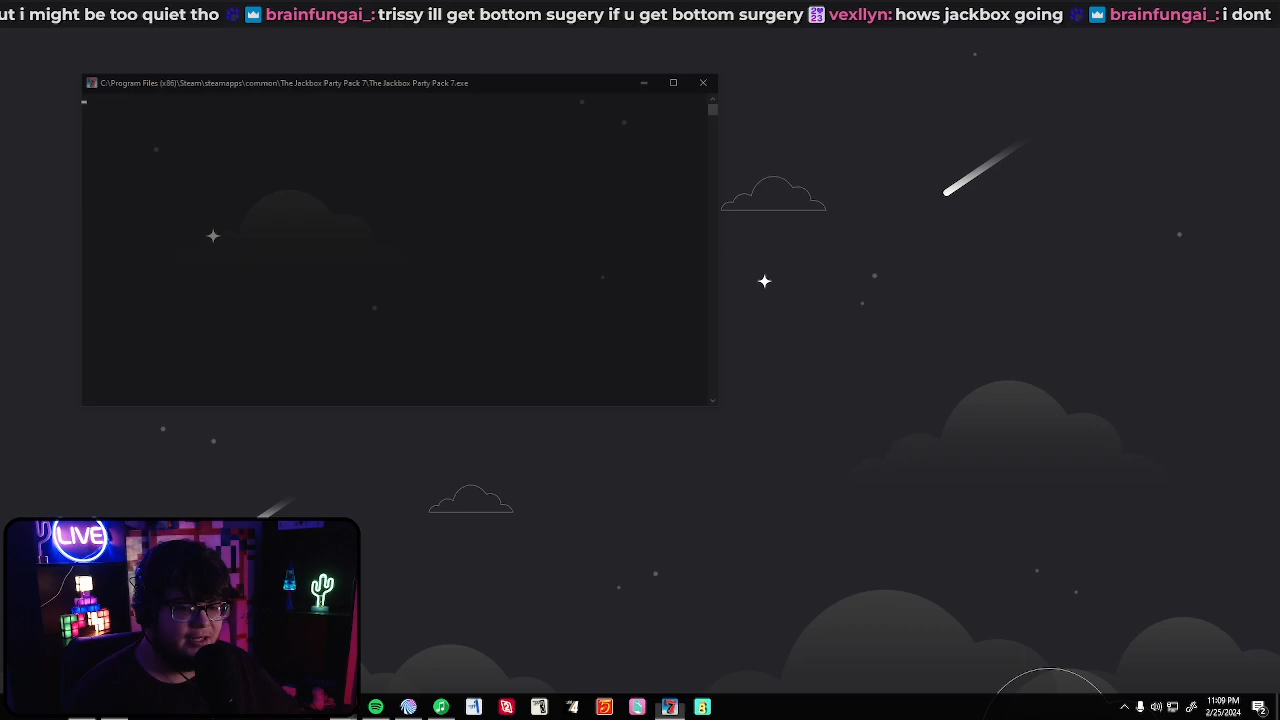 ut i might be too quiet tho brainfungai_: trissy ill get bottom sugery if u get bottom surgery vexllyn: hows jackbox going brainfungai_: i dont
C:\Program Files (x86)\Steam\steamapps\common\The Jackbox Party Pack 7\The Jackbox Party Pack 7.exe
LIVE
11:09 PM
2/25/2024